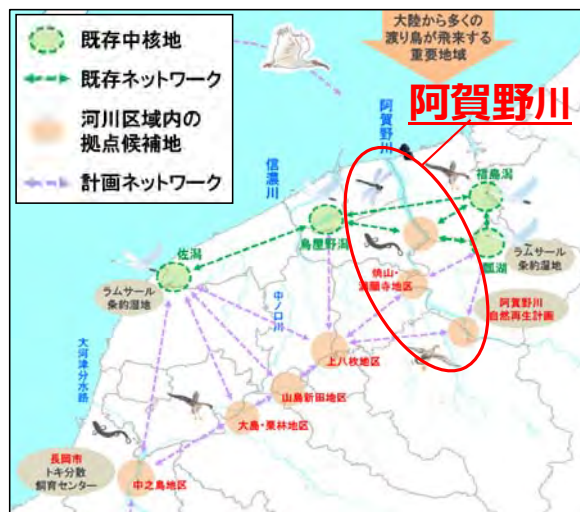 既存中核地
既存ネットワーク
河川区域内の
拠点候補地
計画ネットワーク
大陸から多くの
渡り鳥が飛来する
重要地域
阿賀野川
阿賀野川
信濃川
福島潟
鳥屋野潟
佐潟
瓢湖
ラムサール
条約湿地
ラムサール
条約湿地
焼山・
満願寺地区
阿賀野川
自然再生計画
中ノ口川
大河津分水路
上八枚地区
山島新田地区
大島・栗林地区
長岡市
トキ分散
飼育センター
中之島地区